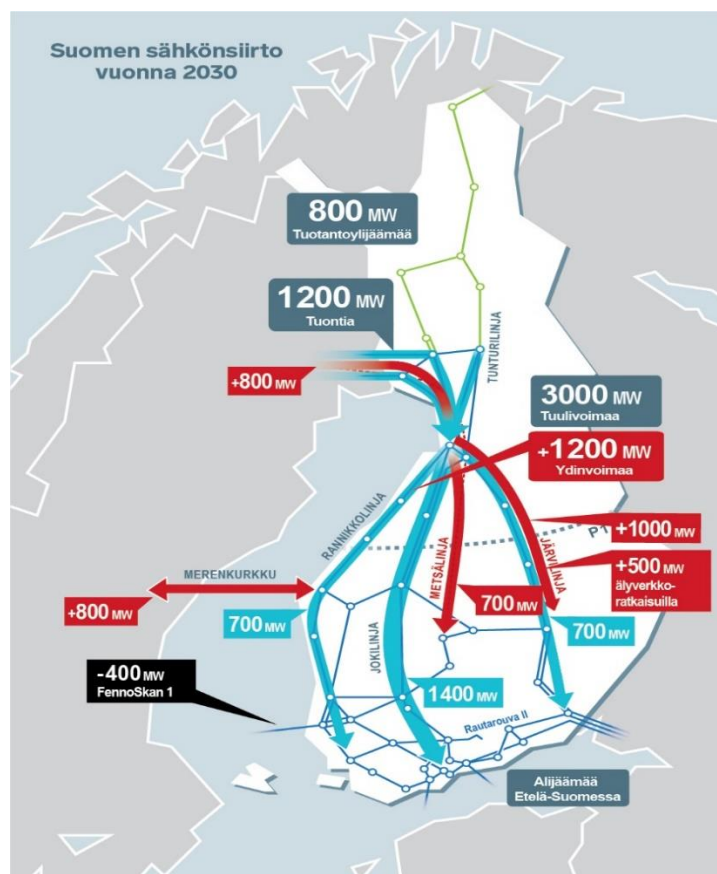 Suomen sähkönsiirto
vuonna 2030
800 MW
Tuotantoylijäämää
1200 MW
Tuontia
TUNTURILINJA
+800 MW
3000 MW
Tuulivoimaa
+1200 MW
Ydinvoimaa
RANNIKKOLINJA
P1
+1000 MW
METSÄLINJA
JÄRVILINJA
MERENKURKKU
+500 MW
älyverkko-
ratkaisuilla
+800 MW
700 MW
700 MW
700 MW
JOKILINJA
-400 MW
FennoSkan 1
1400 MW
Rautarouva II
Alijäämää
Etelä-Suomessa